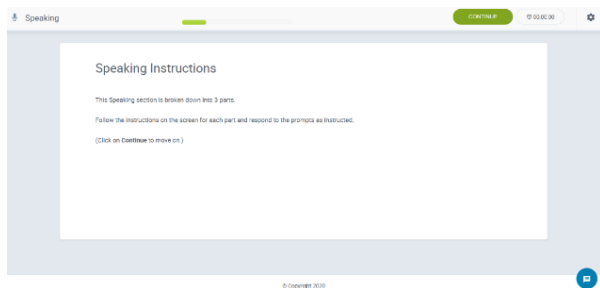 Speaking
CONTINUE
00:00:00
Speaking Instructions
This Speaking section is broken down into 3 parts.
Follow the instructions on the screen for each part and respond to the prompts as instructed.
(Click on Continue to move on.)
© Copyright 2020